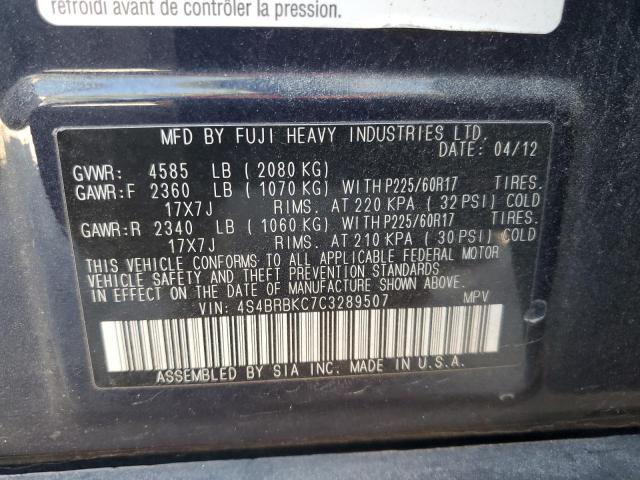 refroidi avant de contrôler la pression.
MFD BY FUJI HEAVY INDUSTRIES LTD.
DATE: 04/12
GVWR: 4585 LB (2080 KG)
GAWR:F 2360 LB (1070 KG) WITH P225/60R17 TIRES.
17X7J RIMS. AT 220 KPA (32 PSI) COLD
GAWR:R 2340 LB (1060 KG) WITH P225/60R17 TIRES.
17X7J RIMS. AT 210 KPA (30 PSI) COLD
THIS VEHICLE CONFORMS TO ALL APPLICABLE FEDERAL MOTOR
VEHICLE SAFETY AND THEFT PREVENTION STANDARDS
IN EFFECT ON THE DATE OF MANUFACTURE SHOWN ABOVE.
VIN: 4S4BRBKC7C3289507 MPV
ASSEMBLED BY SIA INC. MADE IN U.S.A.